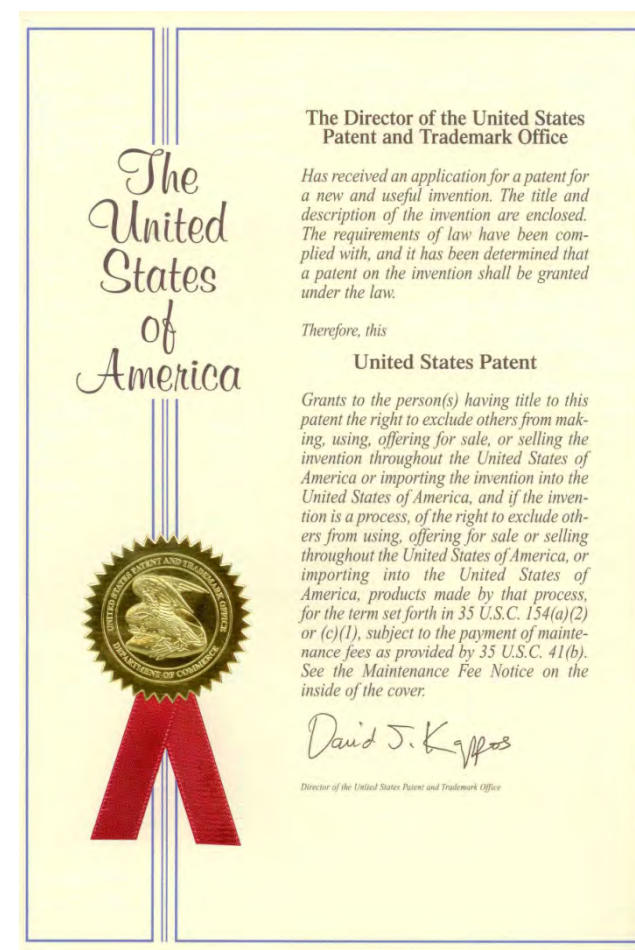 The
United
States
of
America
The Director of the United States
Patent and Trademark Office
Has received an application for a patent for
a new and useful invention. The title and
description of the invention are enclosed.
The requirements of law have been com-
plied with, and it has been determined that
a patent on the invention shall be granted
under the law.
Therefore, this
United States Patent
Grants to the person(s) having title to this
patent the right to exclude others from mak-
ing, using, offering for sale, or selling the
invention throughout the United States of
America or importing the invention into the
United States of America, and if the inven-
tion is a process, of the right to exclude oth-
ers from using, offering for sale or selling
throughout the United States of America, or
importing into the United States of
America, products made by that process,
for the term set forth in 35 U.S.C. 154(a)(2)
or (c)(1), subject to the payment of mainte-
nance fees as provided by 35 U.S.C. 41(b).
See the Maintenance Fee Notice on the
inside of the cover.
David J. Kappos
Director of the United States Patent and Trademark Office
UNITED STATES PATENT AND TRADEMARK OFFICE
DEPARTMENT OF COMMERCE